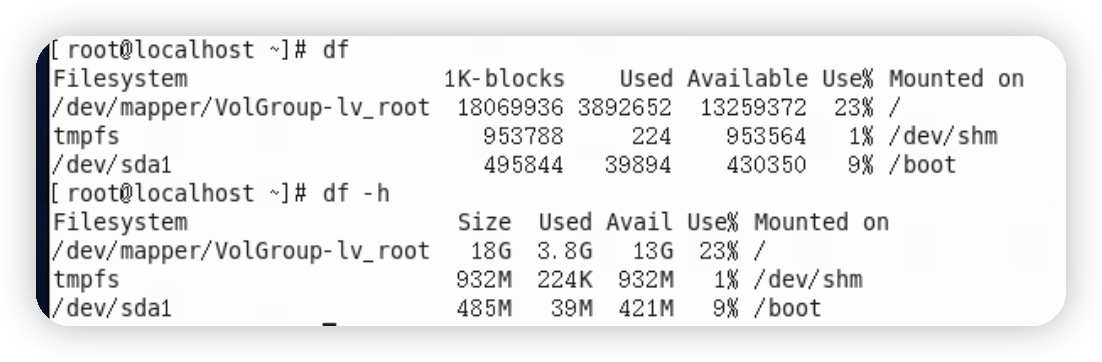 [root@localhost ~]# df
Filesystem 1K-blocks Used Available Use% Mounted on
/dev/mapper/VolGroup-lv_root 18069936 3892652 13259372 23% /
tmpfs 953788 224 953564 1% /dev/shm
/dev/sda1 495844 39894 430350 9% /boot
[root@localhost ~]# df -h
Filesystem Size Used Avail Use% Mounted on
/dev/mapper/VolGroup-lv_root 18G 3.8G 13G 23% /
tmpfs 932M 224K 932M 1% /dev/shm
/dev/sda1 485M 39M 421M 9% /boot